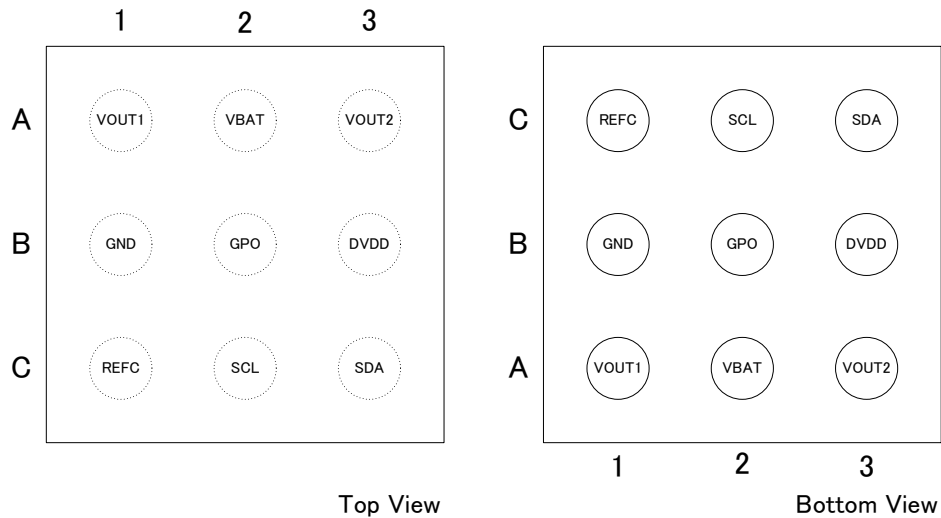 1 2 3
A VOUT1 VBAT VOUT2
B GND GPO DVDD
C REFC SCL SDA
Top View
C REFC SCL SDA
B GND GPO DVDD
A VOUT1 VBAT VOUT2
1 2 3
Bottom View